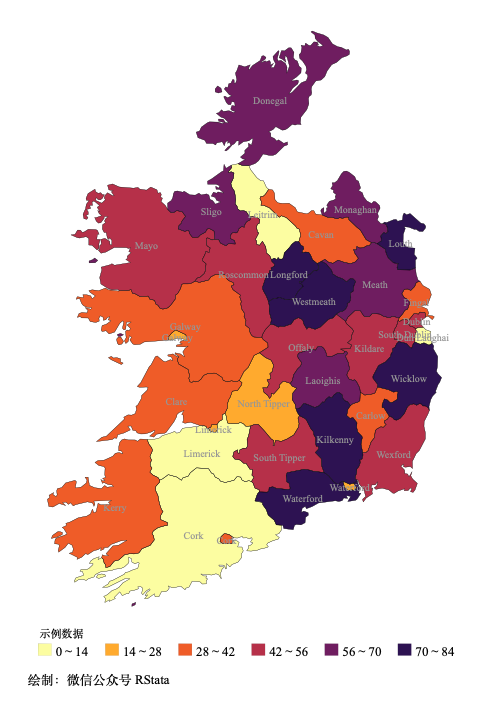 Donegal
Leitrim
Sligo
Monaghan
Mayo
Cavan
Louth
Roscommon
Longford
Meath
Westmeath
Galway
Galway
Dublin
South Dublin
Offaly
Kildare
Laoighis
Wicklow
Clare
North Tipper
Carlow
Limerick
Kilkenny
Limerick
South Tipper
Wexford
Waterford
Waterford
Kerry
Cork
Cork
示例数据
0 ~ 14 14 ~ 28 28 ~ 42 42 ~ 56 56 ~ 70 70 ~ 84
绘制：微信公众号 RStata